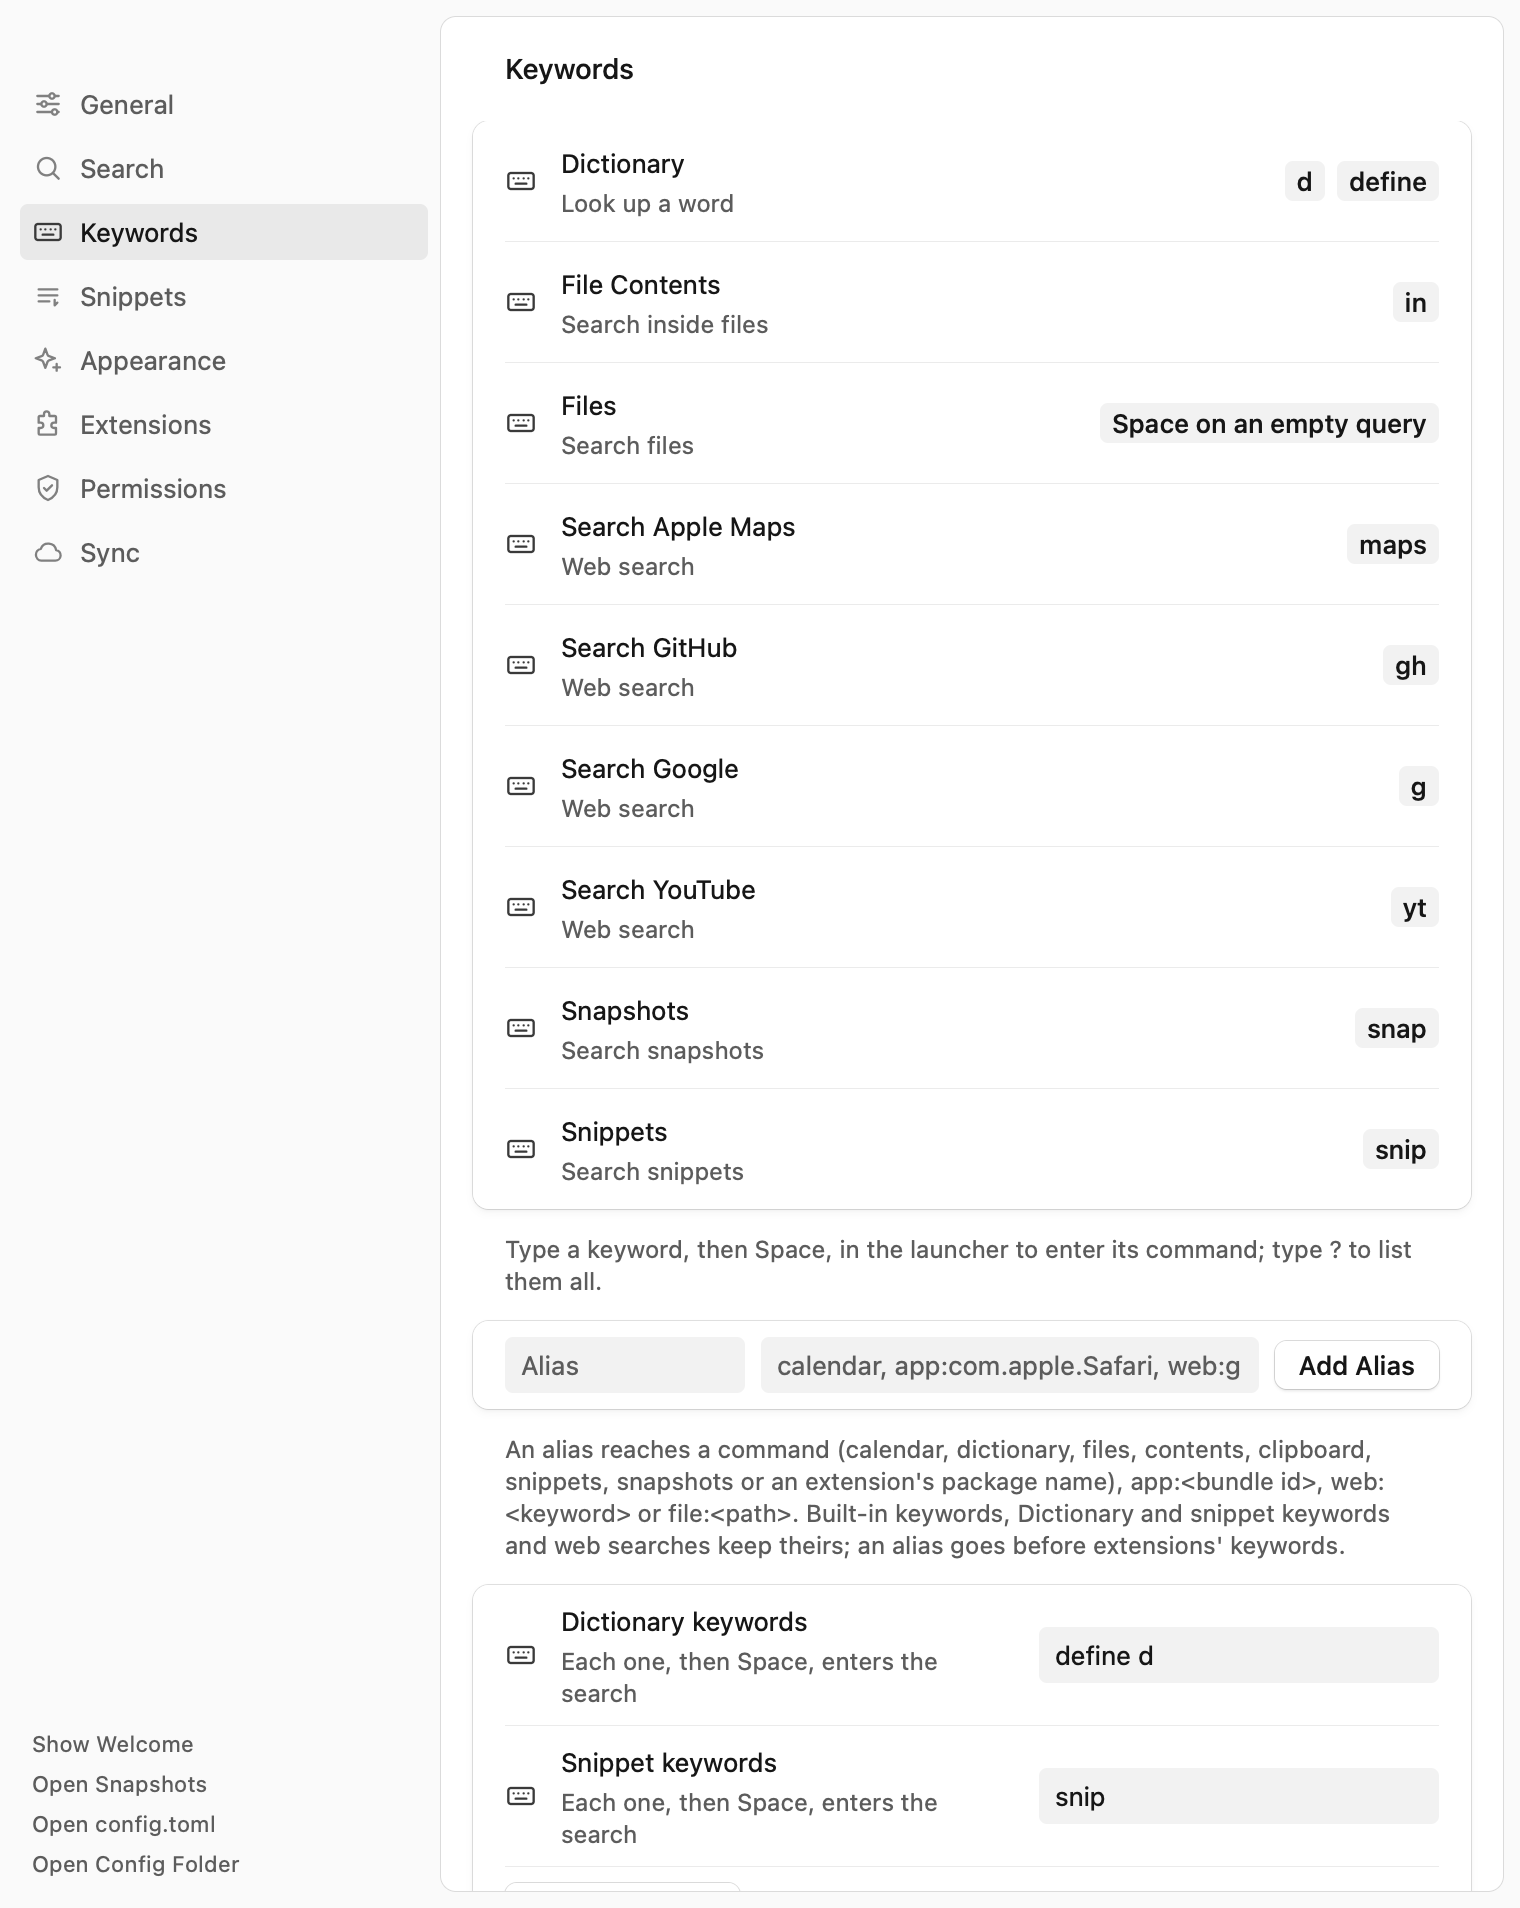 General
Search
Keywords
Snippets
Appearance
Extensions
Permissions
Sync
Show Welcome
Open Snapshots
Open config.toml
Open Config Folder
Keywords
Dictionary
Look up a word
d define
File Contents
Search inside files
in
Files
Search files
Space on an empty query
Search Apple Maps
Web search
maps
Search GitHub
Web search
gh
Search Google
Web search
g
Search YouTube
Web search
yt
Snapshots
Search snapshots
snap
Snippets
Search snippets
snip
Type a keyword, then Space, in the launcher to enter its command; type ? to list
them all.
Alias calendar, app:com.apple.Safari, web:g Add Alias
An alias reaches a command (calendar, dictionary, files, contents, clipboard,
snippets, snapshots or an extension's package name), app:<bundle id>, web:
<keyword> or file:<path>. Built-in keywords, Dictionary and snippet keywords
and web searches keep theirs; an alias goes before extensions' keywords.
Dictionary keywords
Each one, then Space, enters the
search
define d
Snippet keywords
Each one, then Space, enters the
search
snip